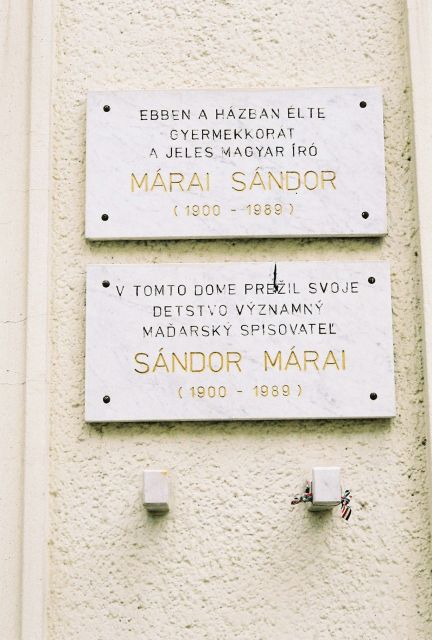 EBBEN A HÁZBAN ÉLTE
GYERMEKKORÁT
A JELES MAGYAR ÍRÓ
MÁRAI SÁNDOR
(1900 - 1989)
V TOMTO DOME PREŽIL SVOJE
DETSTVO VÝZNAMNÝ
MAĎARSKÝ SPISOVATEĽ
SÁNDOR MÁRAI
(1900 - 1989)